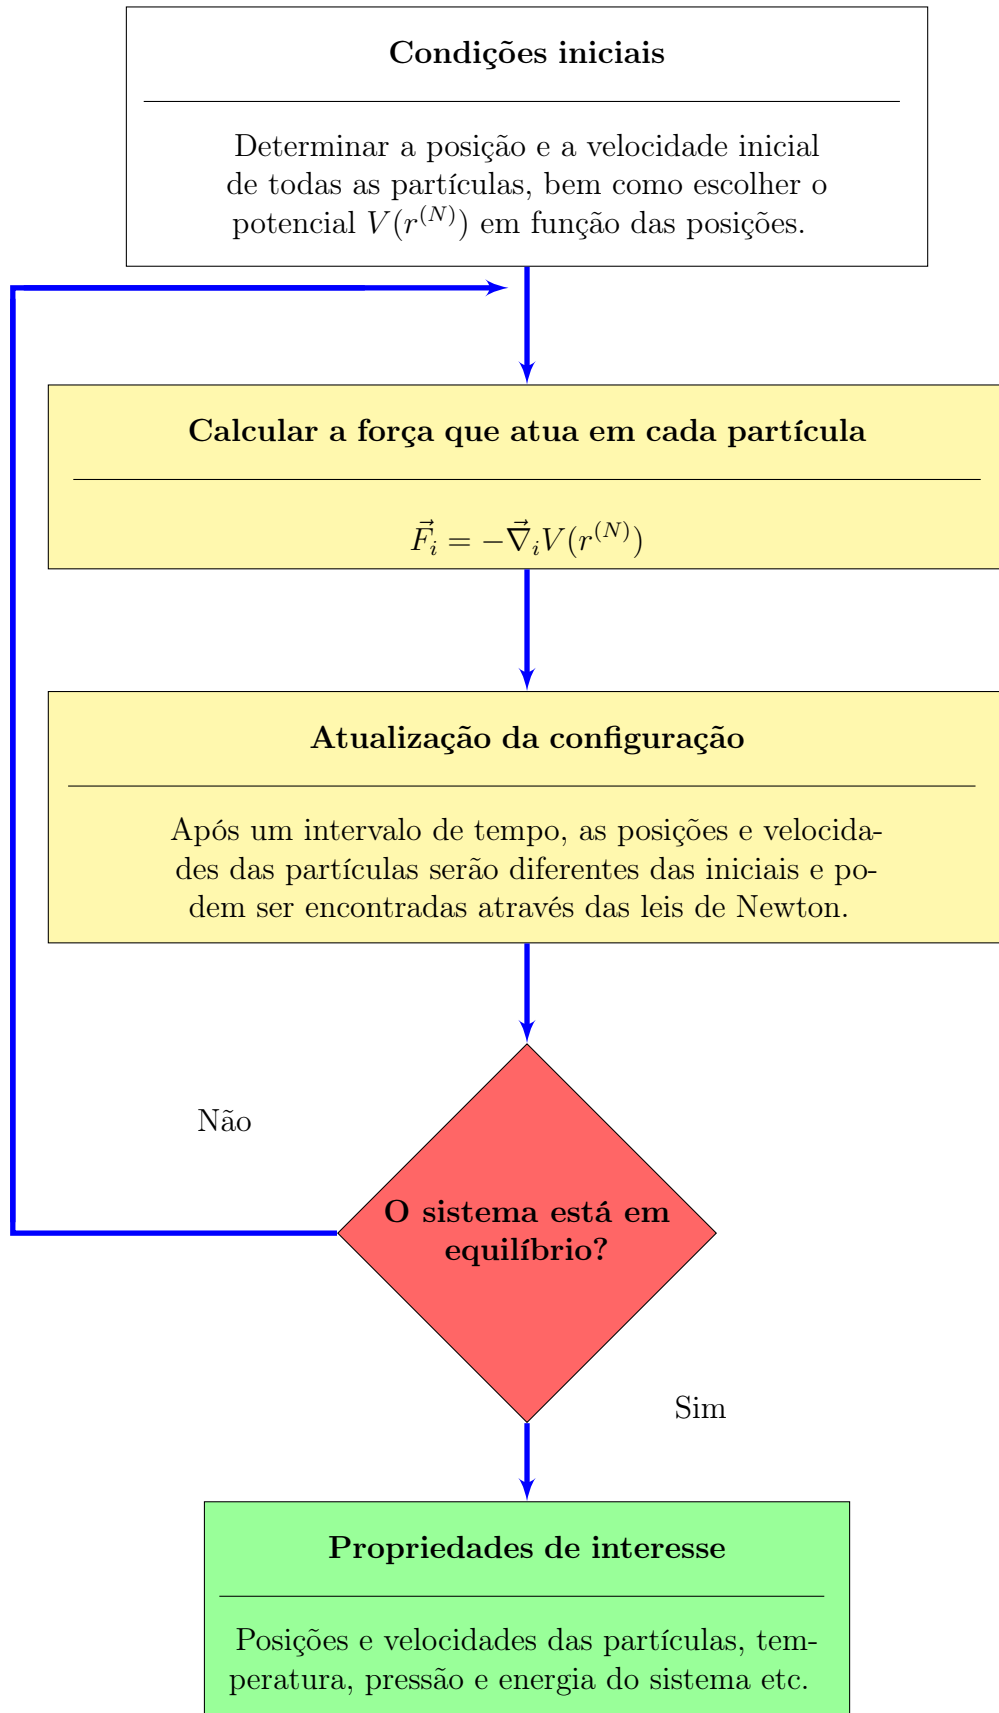 Condições iniciais
Determinar a posição e a velocidade inicial
de todas as partículas, bem como escolher o
potencial $V(r^{(N)})$ em função das posições.
Calcular a força que atua em cada partícula
$\vec{F}_i = -\vec{\nabla}_i V(r^{(N)})$
Atualização da configuração
Após um intervalo de tempo, as posições e velocida-
des das partículas serão diferentes das iniciais e po-
dem ser encontradas através das leis de Newton.
Não
O sistema está em
equilíbrio?
Sim
Propriedades de interesse
Posições e velocidades das partículas, tem-
peratura, pressão e energia do sistema etc.